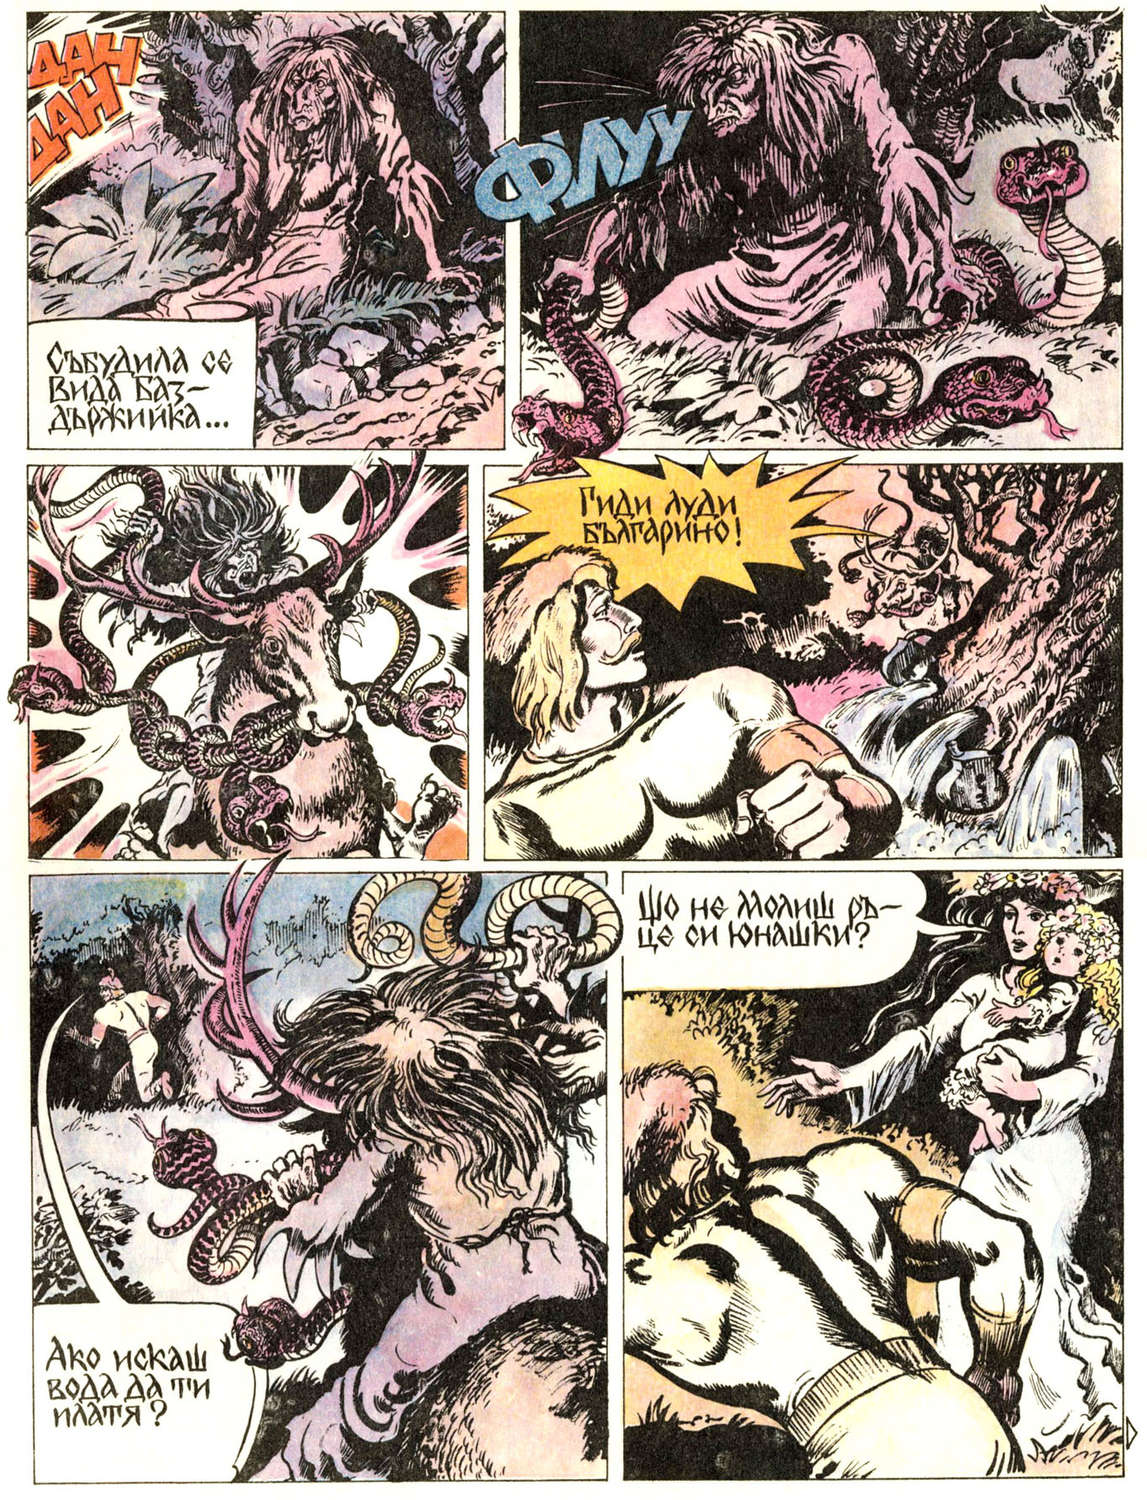 ДАН
ДАН
ФЛУУ
Събудила се
вида баз-
държийка...
Гиди луди
българино!
Ако искаш
вода да ти
платя?
Що не молиш ръ-
це си юнашки?